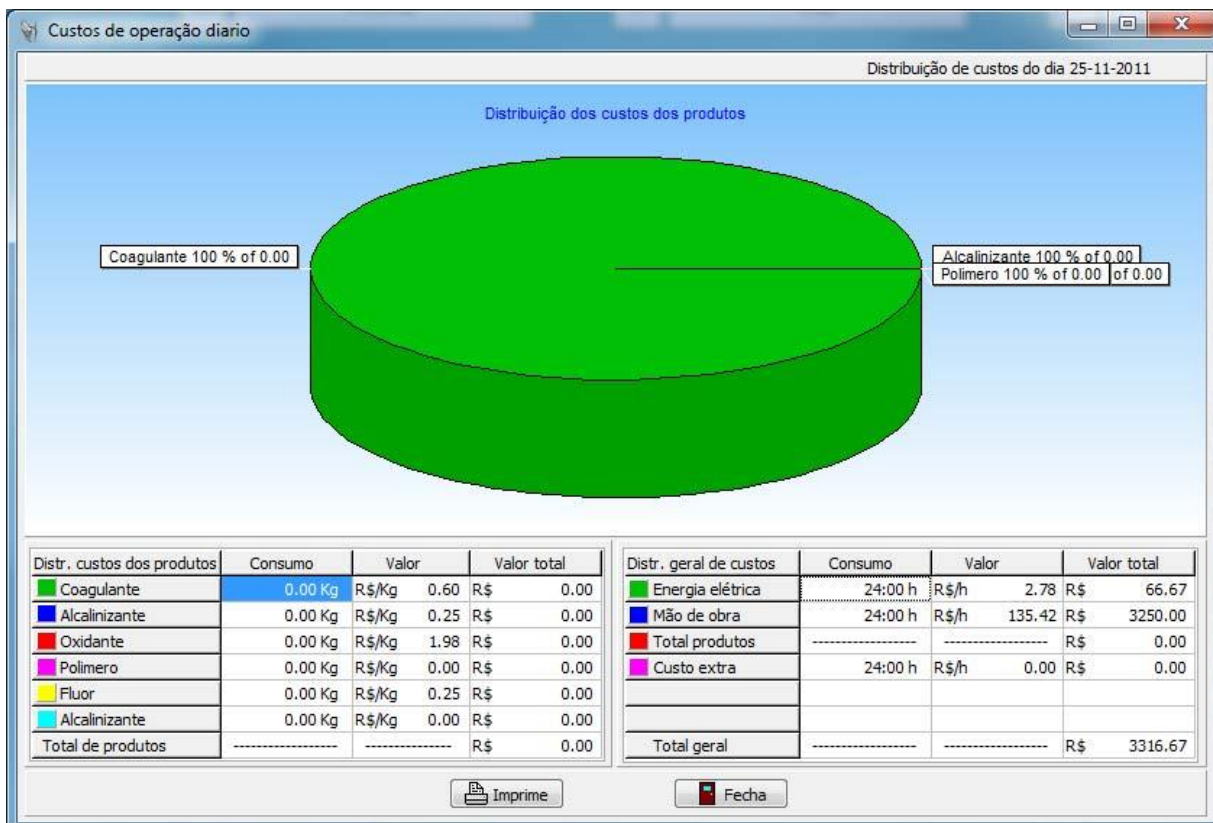 Custos de operação diario
Distribuição de custos do dia 25-11-2011
Distribuição dos custos dos produtos
Coagulante 100 % of 0.00
Alcalinizante 100 % of 0.00
Polimero 100 % of 0.00 of 0.00
Distr. custos dos produtos Consumo Valor Valor total
Coagulante 0.00 Kg R$/Kg 0.60 R$ 0.00
Alcalinizante 0.00 Kg R$/Kg 0.25 R$ 0.00
Oxidante 0.00 Kg R$/Kg 1.98 R$ 0.00
Polimero 0.00 Kg R$/Kg 0.00 R$ 0.00
Fluor 0.00 Kg R$/Kg 0.25 R$ 0.00
Alcalinizante 0.00 Kg R$/Kg 0.00 R$ 0.00
Total de produtos ------------------ --------------- R$ 0.00
Distr. geral de custos Consumo Valor Valor total
Energia elétrica 24:00 h R$/h 2.78 R$ 66.67
Mão de obra 24:00 h R$/h 135.42 R$ 3250.00
Total produtos ------------------ ------------------ R$ 0.00
Custo extra 24:00 h R$/h 0.00 R$ 0.00
Total geral ------------------ ------------------ R$ 3316.67
Imprime
Fecha